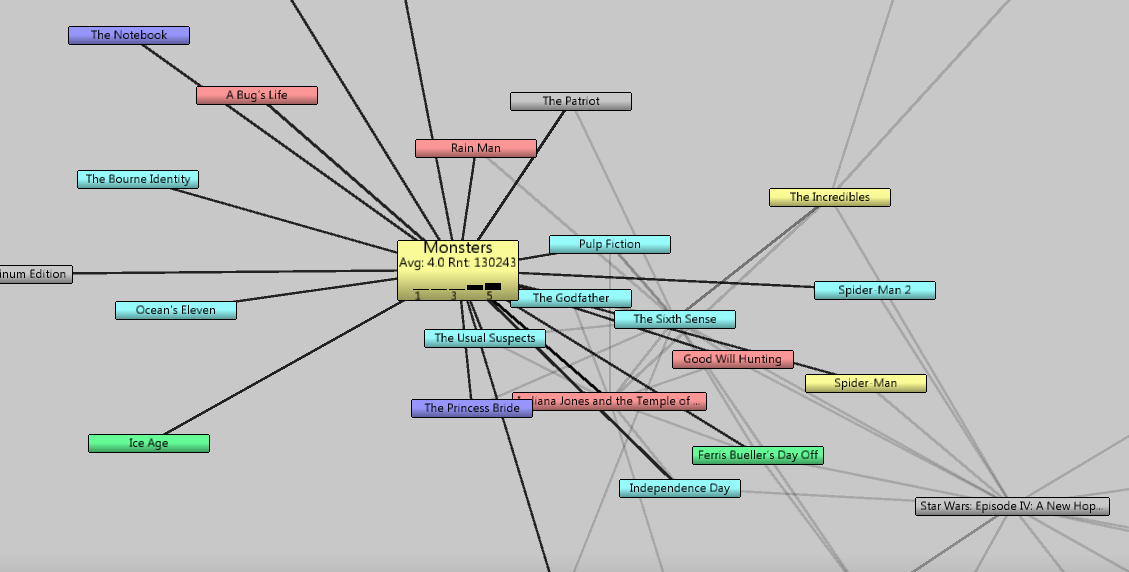 The Notebook
A Bug's Life
The Patriot
Rain Man
The Bourne Identity
The Incredibles
Pulp Fiction
Monsters
Avg: 4.0 Rnt: 130243
1 3 5
inum Edition
Spider-Man 2
The Godfather
Ocean's Eleven
The Sixth Sense
The Usual Suspects
Good Will Hunting
Spider-Man
Jones and the Temple of ...
The Princess Bride
Ice Age
Ferris Bueller's Day Off
Independence Day
Star Wars: Episode IV: A New Hop...